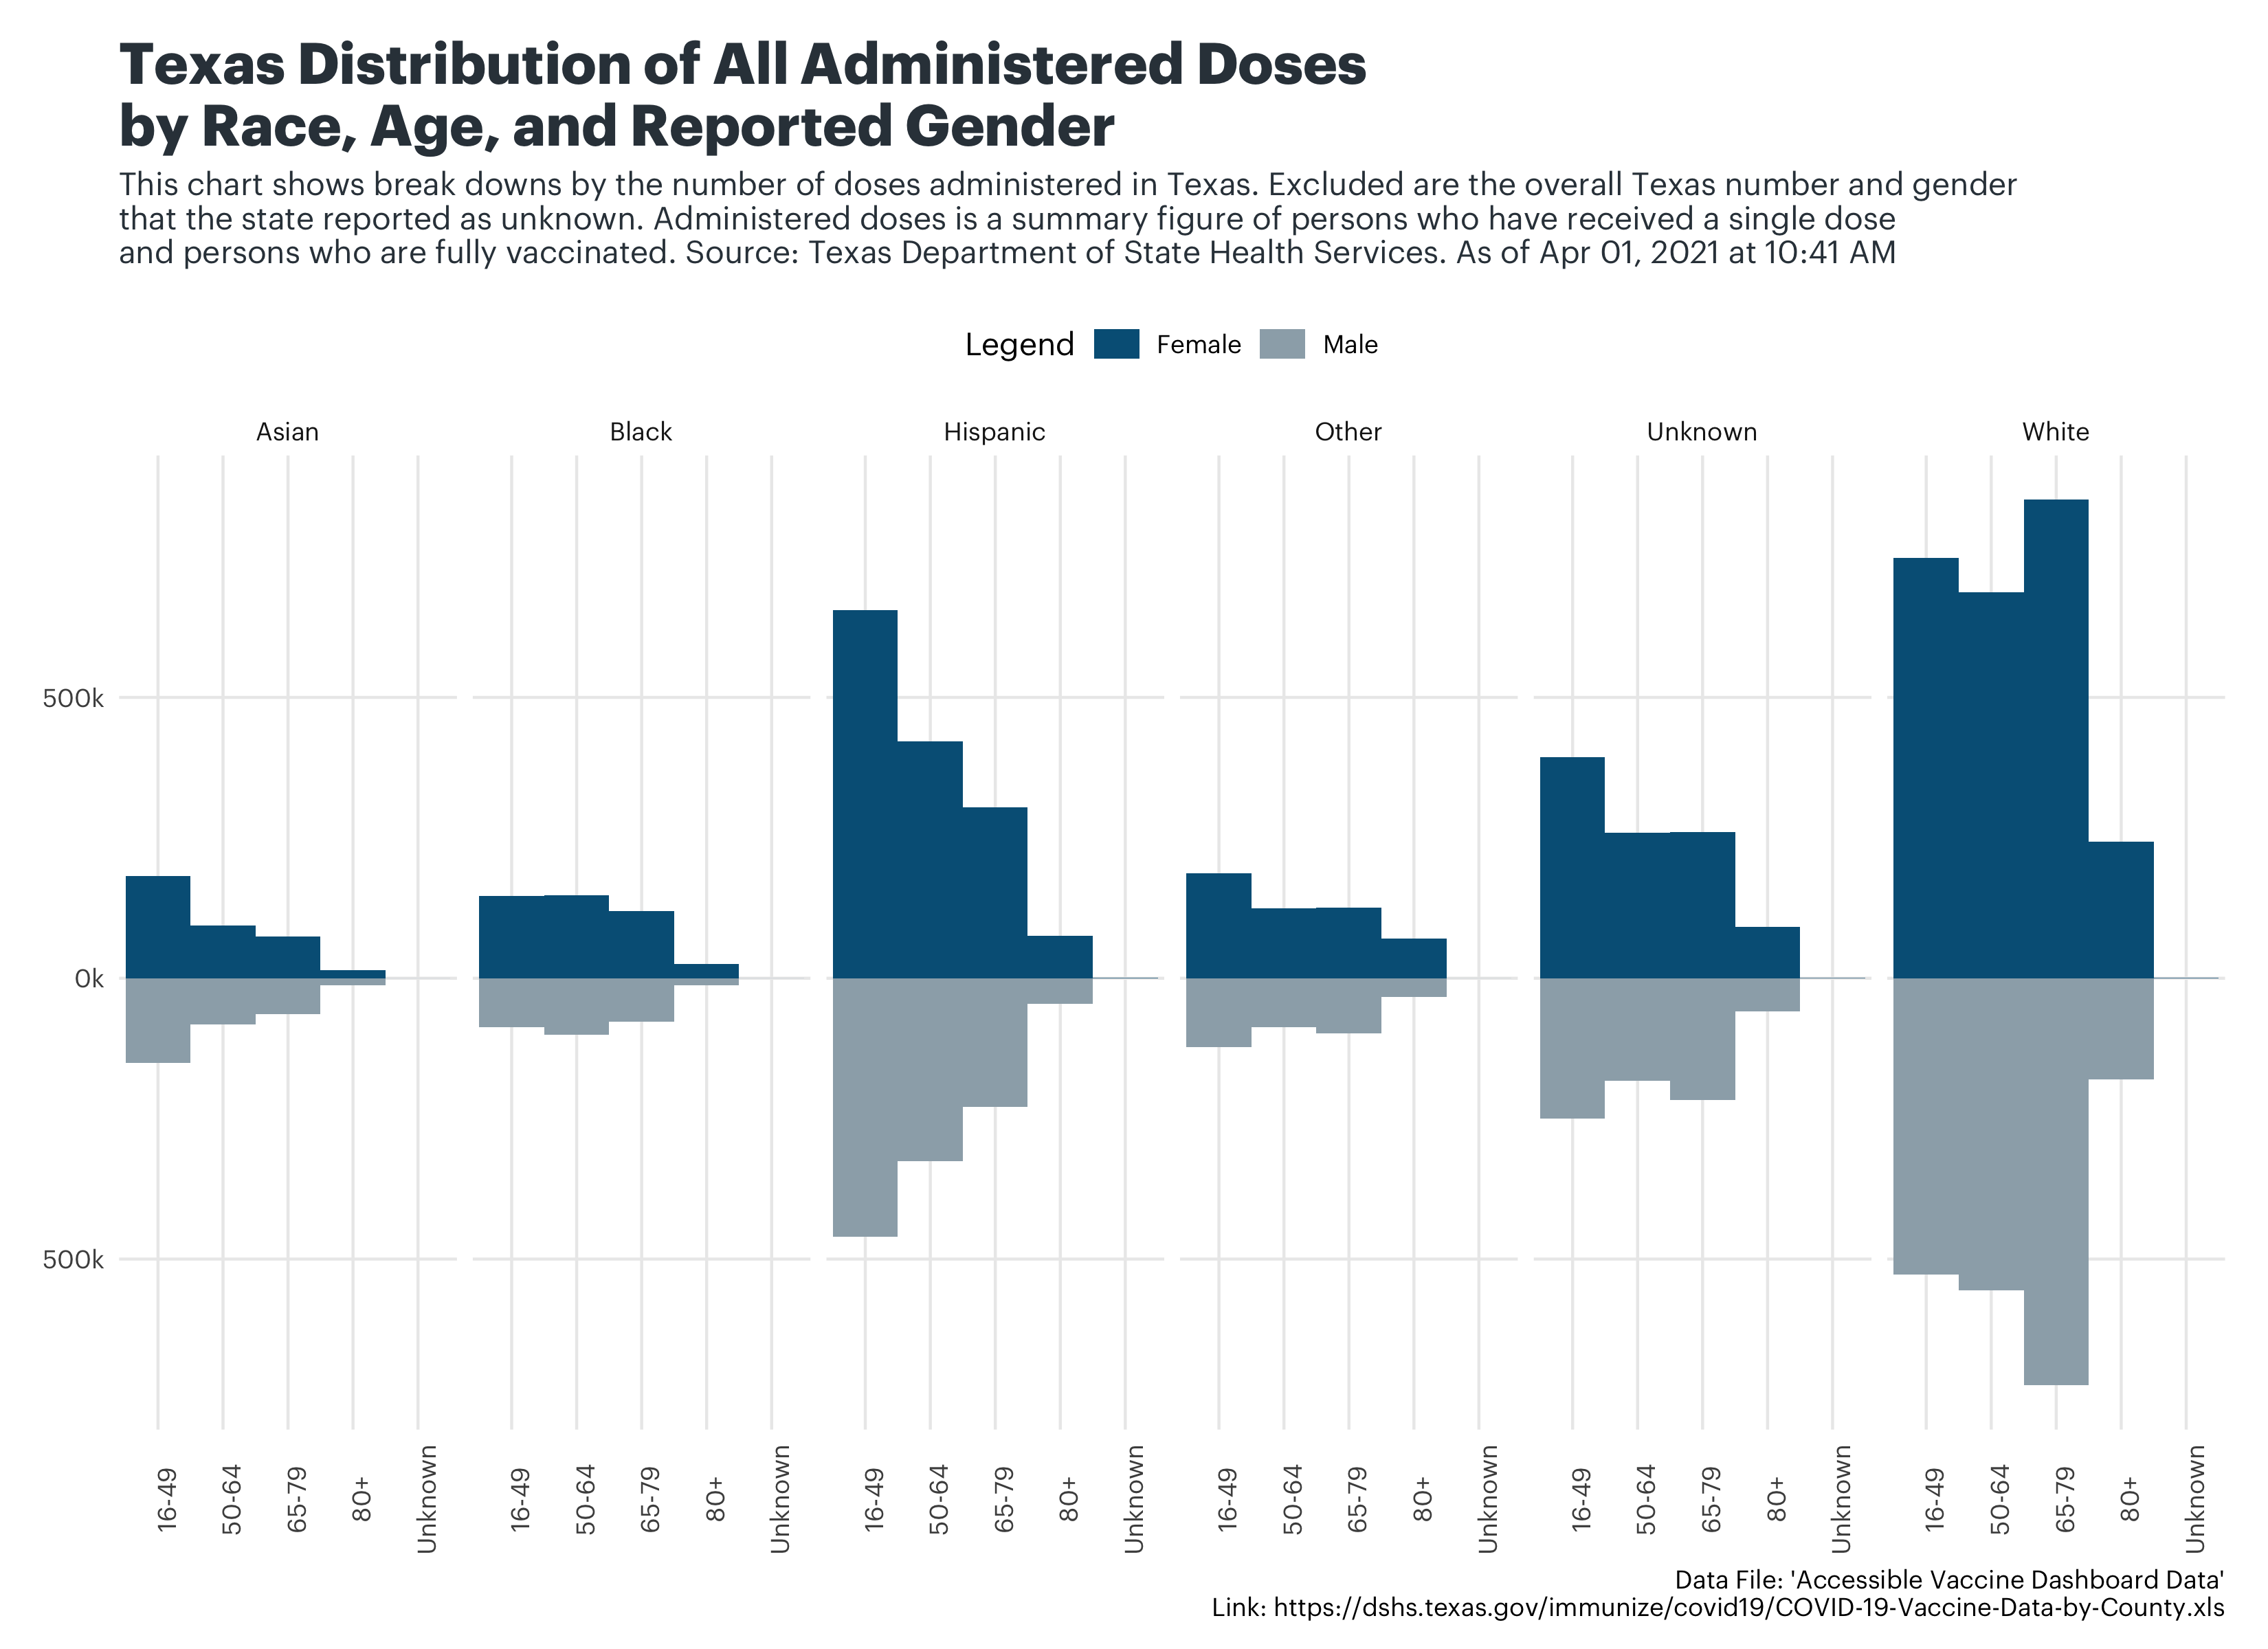 Texas Distribution of All Administered Doses
by Race, Age, and Reported Gender
This chart shows break downs by the number of doses administered in Texas. Excluded are the overall Texas number and gender
that the state reported as unknown. Administered doses is a summary figure of persons who have received a single dose
and persons who are fully vaccinated. Source: Texas Department of State Health Services. As of Apr 01, 2021 at 10:41 AM
Legend Female Male
Asian Black Hispanic Other Unknown White
500k
0k
500k
16-49 50-64 65-79 80+ Unknown 16-49 50-64 65-79 80+ Unknown 16-49 50-64 65-79 80+ Unknown 16-49 50-64 65-79 80+ Unknown 16-49 50-64 65-79 80+ Unknown 16-49 50-64 65-79 80+ Unknown
Data File: 'Accessible Vaccine Dashboard Data'
Link: https://dshs.texas.gov/immunize/covid19/COVID-19-Vaccine-Data-by-County.xls